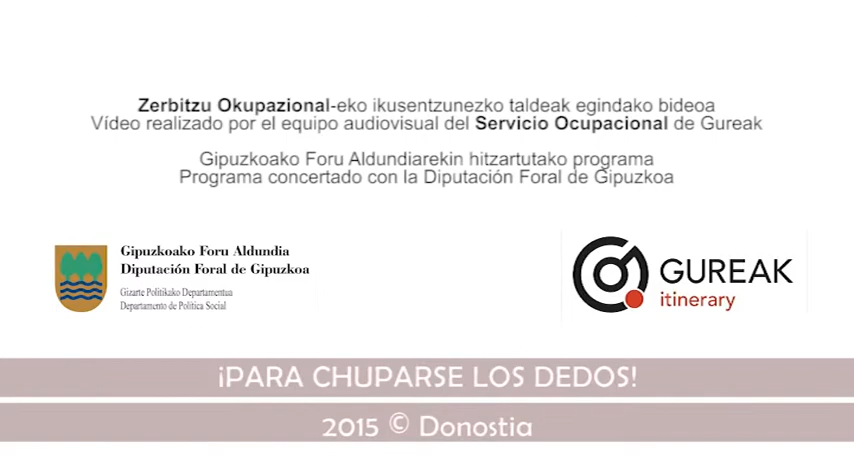 Zerbitzu Okupazional-eko ikusentzunezko taldeak egindako bideoa
Vídeo realizado por el equipo audiovisual del Servicio Ocupacional de Gureak
Gipuzkoako Foru Aldundiarekin hitzartutako programa
Programa concertado con la Diputación Foral de Gipuzkoa
Gipuzkoako Foru Aldundia
Diputación Foral de Gipuzkoa
Gizarte Politikako Departamentua
Departamento de Política Social
GUREAK
itinerary
¡PARA CHUPARSE LOS DEDOS!
2015 © Donostia